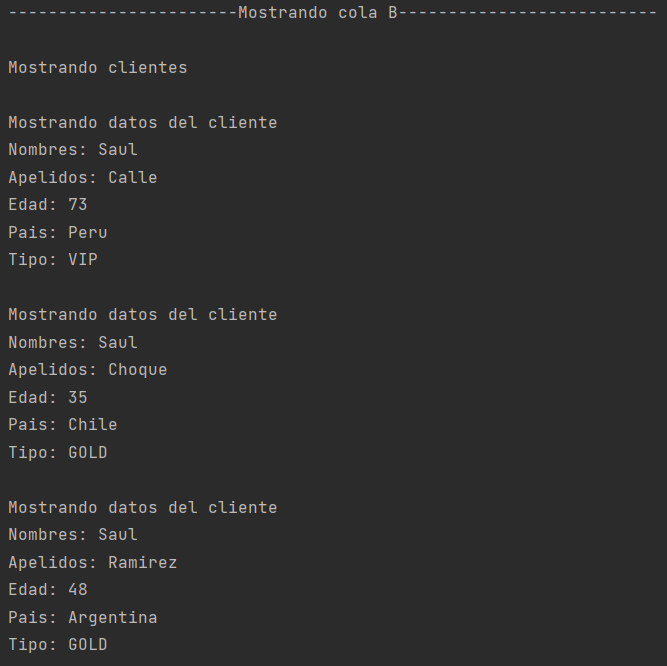 -----------------------Mostrando cola B--------------------------
Mostrando clientes
Mostrando datos del cliente
Nombres: Saul
Apelidos: Calle
Edad: 73
Pais: Peru
Tipo: VIP
Mostrando datos del cliente
Nombres: Saul
Apelidos: Choque
Edad: 35
Pais: Chile
Tipo: GOLD
Mostrando datos del cliente
Nombres: Saul
Apelidos: Ramirez
Edad: 48
Pais: Argentina
Tipo: GOLD